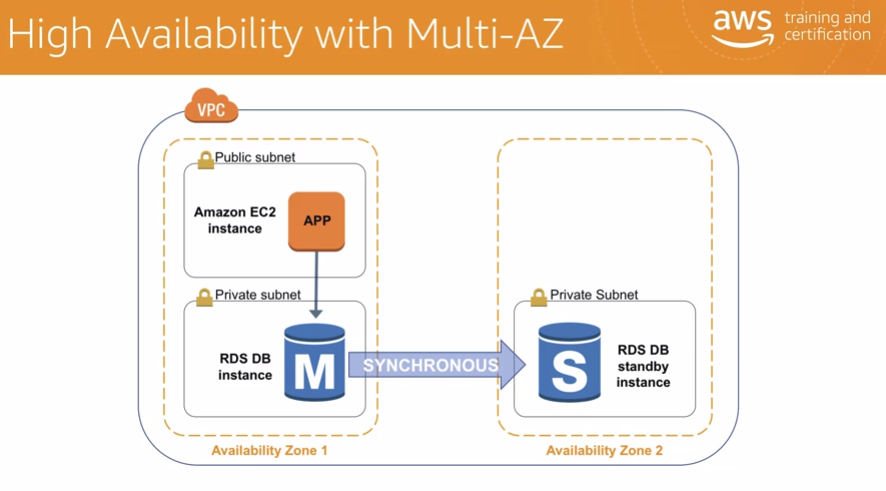 High Availability with Multi-AZ
aws
training and
certification
VPC
Public subnet
Amazon EC2
instance
APP
Private subnet
RDS DB
instance
M
SYNCHRONOUS
Private Subnet
S
RDS DB
standby
instance
Availability Zone 1
Availability Zone 2